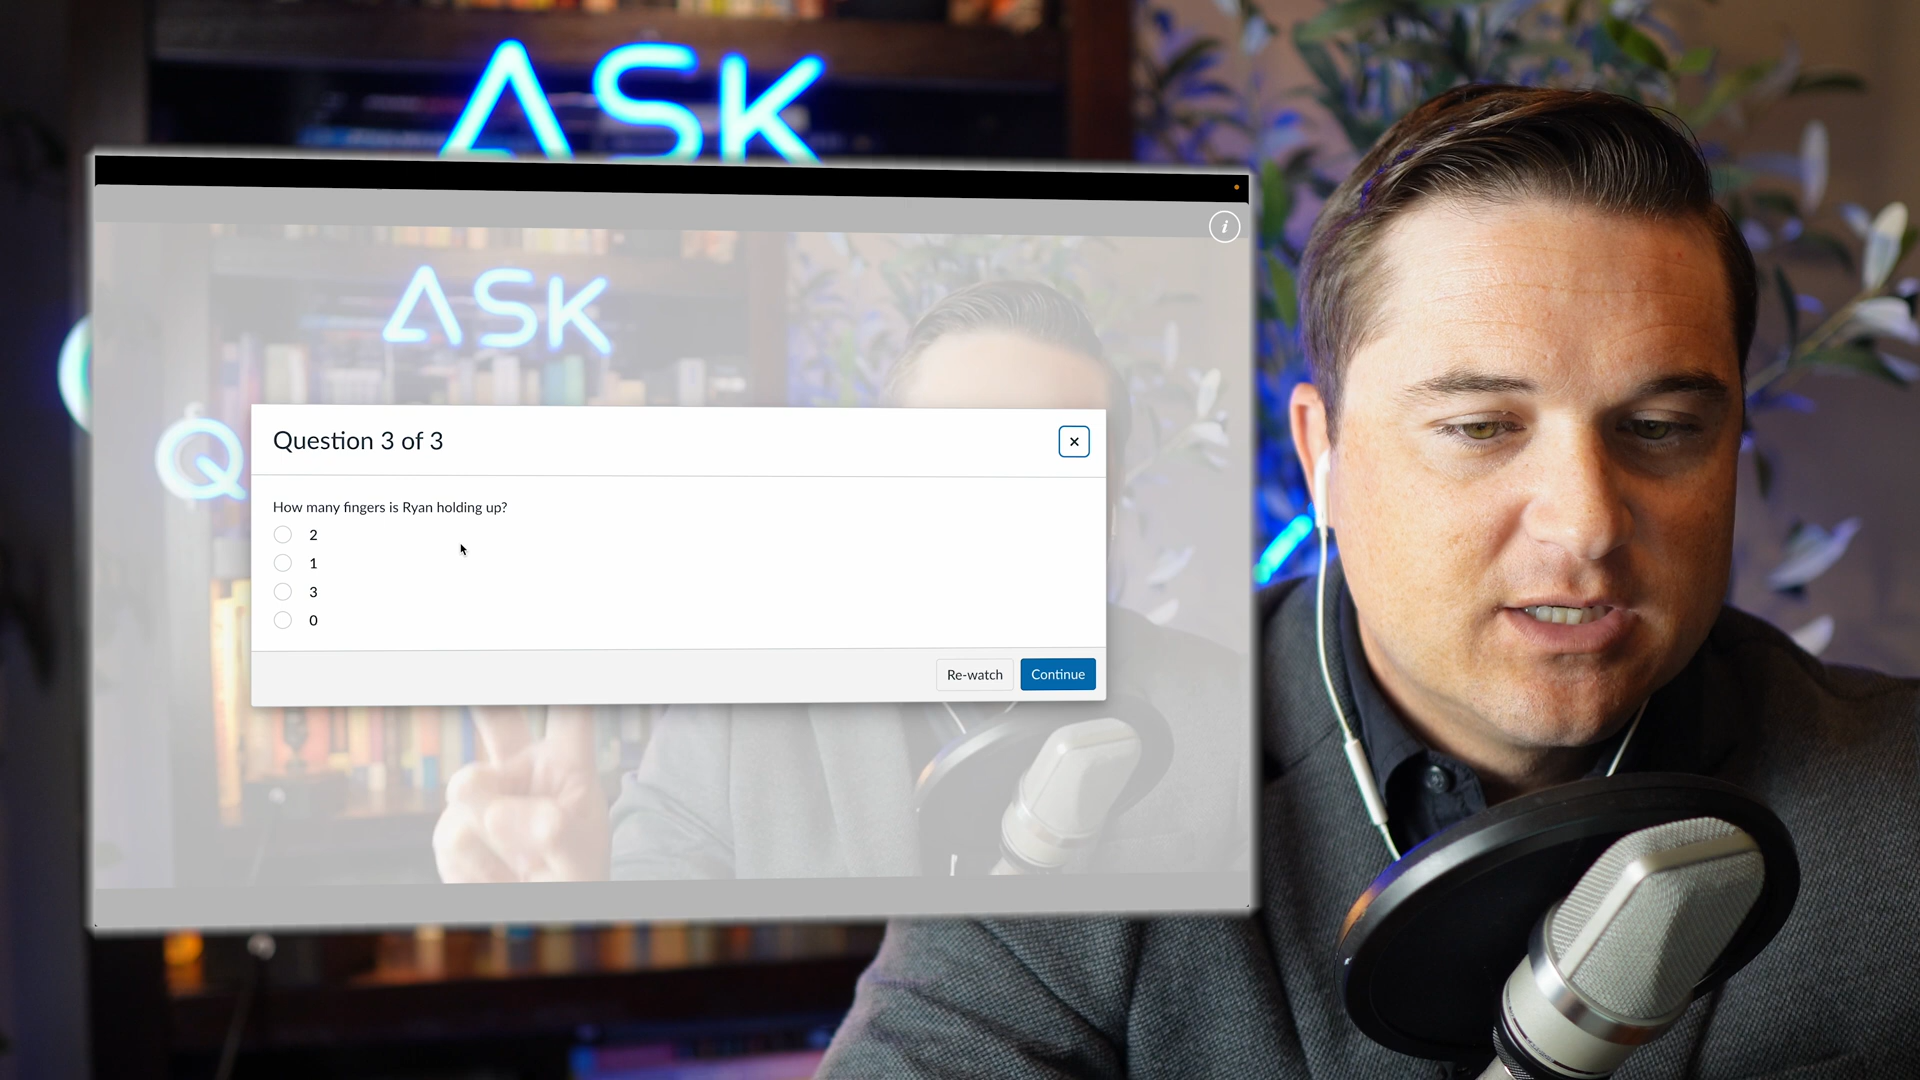 ASK
i
ASK
Question 3 of 3
×
How many fingers is Ryan holding up?
2
1
3
0
Re-watch
Continue